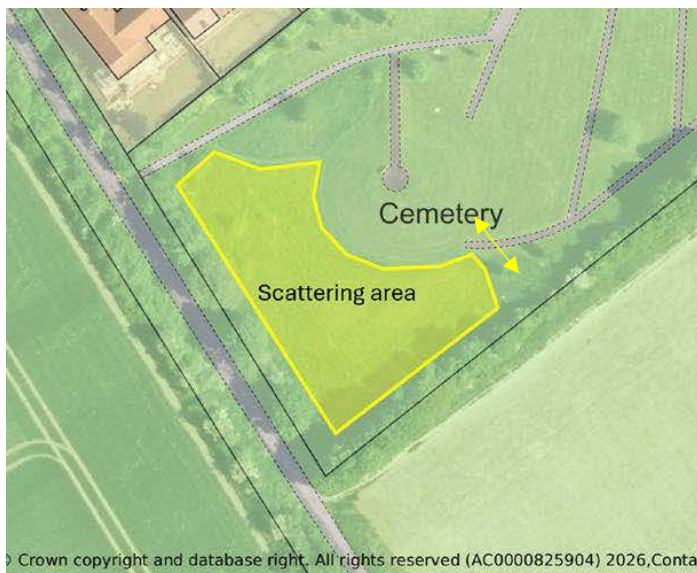 Cemetery
Scattering area
© Crown copyright and database right. All rights reserved (AC0000825904) 2026,Conta